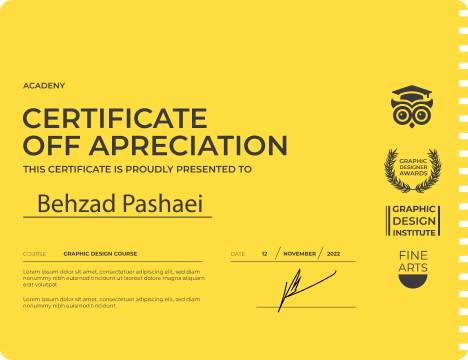 ACADENY
CERTIFICATE
OFF APRECIATION
THIS CERTIFICATE IS PROUDLY PRESENTED TO
Behzad Pashaei
COURSE GRAPHIC DESIGN COURSE
DATE 12 / NOVEMBER / 2022
Lorem ipsum dolor sit amet, consectetuer adipiscing elit, sed diam
nonummy nibh euismod tincidunt ut laoreet dolore magna aliquam
erat volutpat.
Lorem ipsum dolor sit amet, consectetuer adipiscing elit, sed diam
nonummy nibh euismod tincidunt.
GRAPHIC
DESIGNER
AWARDS
GRAPHIC
DESIGN
INSTITUTE
FINE
ARTS